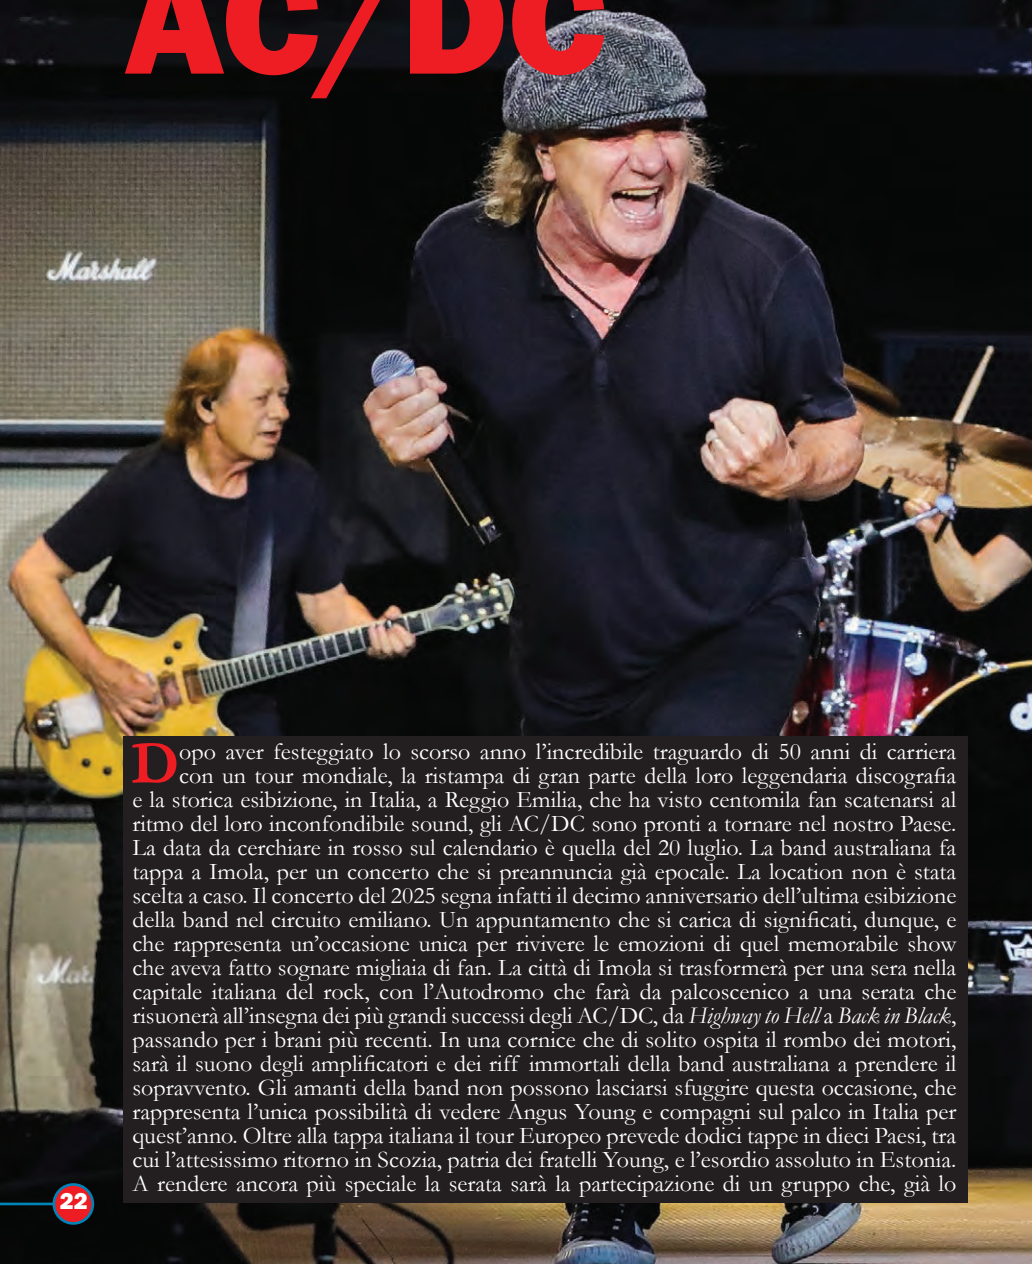 AC/DC
Marshall
Dopo aver festeggiato lo scorso anno l'incredibile traguardo di 50 anni di carriera
con un tour mondiale, la ristampa di gran parte della loro leggendaria discografia
e la storica esibizione, in Italia, a Reggio Emilia, che ha visto centomila fan scatenarsi al
ritmo del loro inconfondibile sound, gli AC/DC sono pronti a tornare nel nostro Paese.
La data da cerchiare in rosso sul calendario è quella del 20 luglio. La band australiana fa
tappa a Imola, per un concerto che si preannuncia già epocale. La location non è stata
scelta a caso. Il concerto del 2025 segna infatti il decimo anniversario dell'ultima esibizione
della band nel circuito emiliano. Un appuntamento che si carica di significati, dunque, e
che rappresenta un'occasione unica per rivivere le emozioni di quel memorabile show
che aveva fatto sognare migliaia di fan. La città di Imola si trasformerà per una sera nella
capitale italiana del rock, con l'Autodromo che farà da palcoscenico a una serata che
risuonerà all'insegna dei più grandi successi degli AC/DC, da Highway to Hell a Back in Black,
passando per i brani più recenti. In una cornice che di solito ospita il rombo dei motori,
sarà il suono degli amplificatori e dei riff immortali della band australiana a prendere il
sopravvento. Gli amanti della band non possono lasciarsi sfuggire questa occasione, che
rappresenta l'unica possibilità di vedere Angus Young e compagni sul palco in Italia per
quest'anno. Oltre alla tappa italiana il tour Europeo prevede dodici tappe in dieci Paesi, tra
cui l'attesissimo ritorno in Scozia, patria dei fratelli Young, e l'esordio assoluto in Estonia.
A rendere ancora più speciale la serata sarà la partecipazione di un gruppo che, già lo
Mar
22